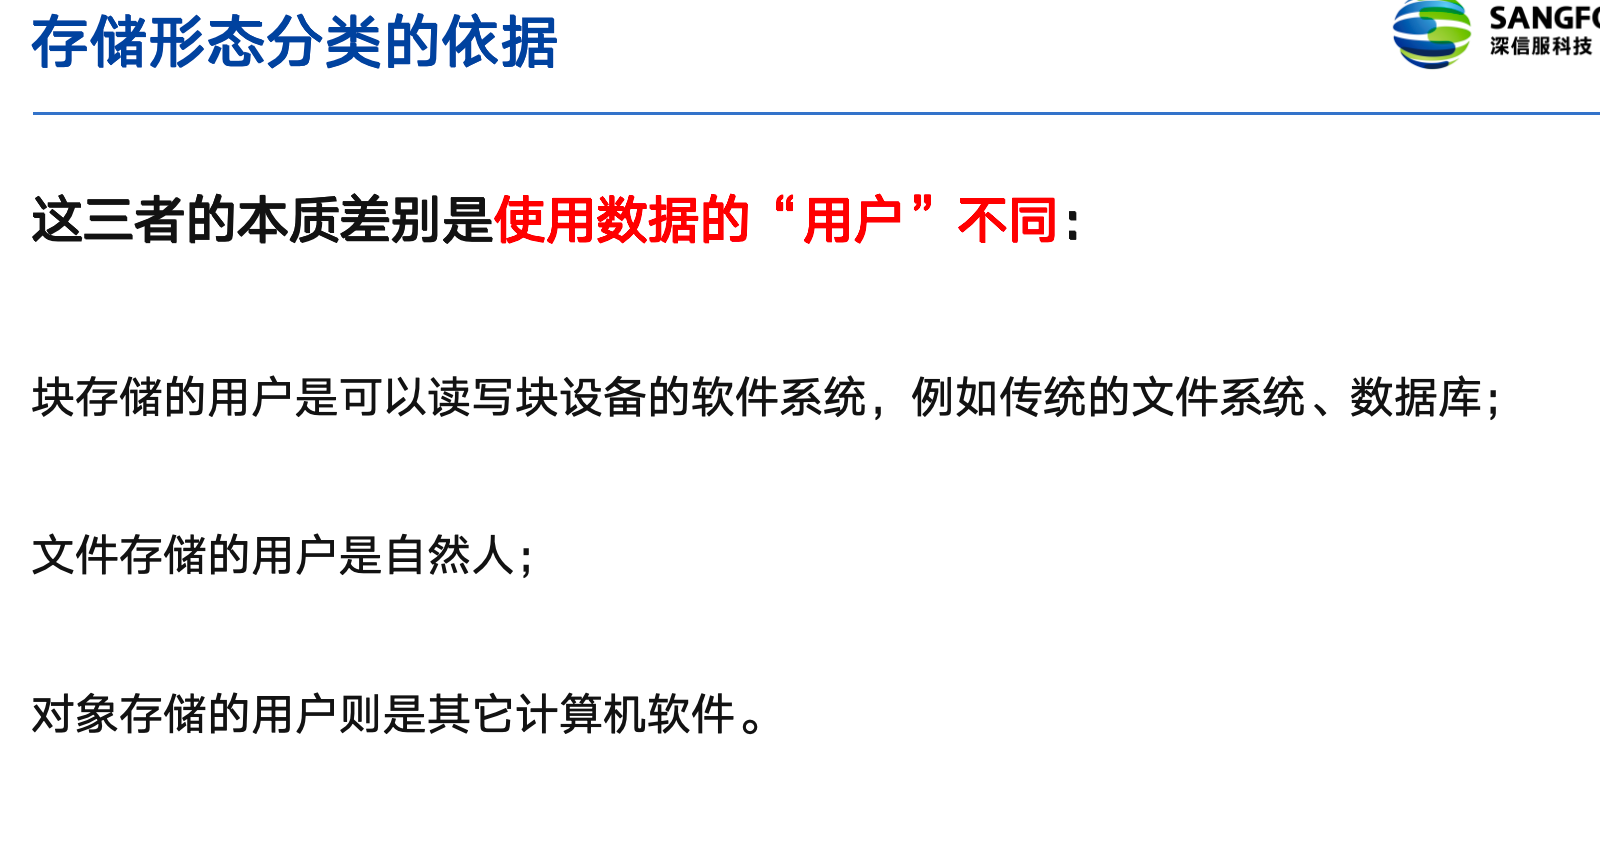 存储形态分类的依据
SANGFO
深信服科技
这三者的本质差别是使用数据的“用户”不同：
块存储的用户是可以读写块设备的软件系统，例如传统的文件系统、数据库；
文件存储的用户是自然人；
对象存储的用户则是其它计算机软件。